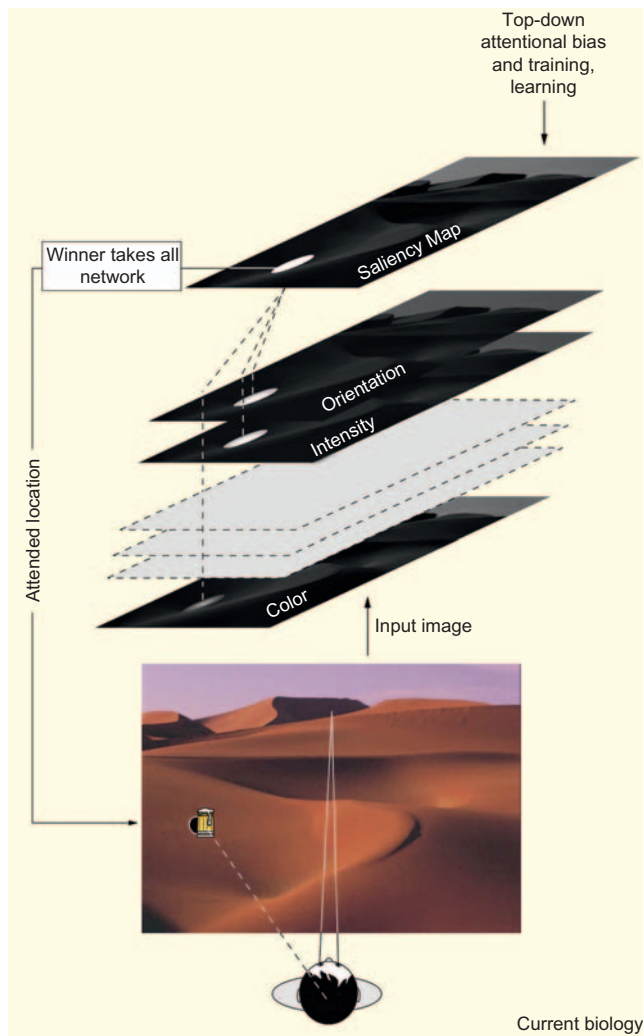 Top-down
attentional bias
and training,
learning
Winner takes all
network
Saliency Map
Orientation
Intensity
Attended location
Color
Input image
Current biology